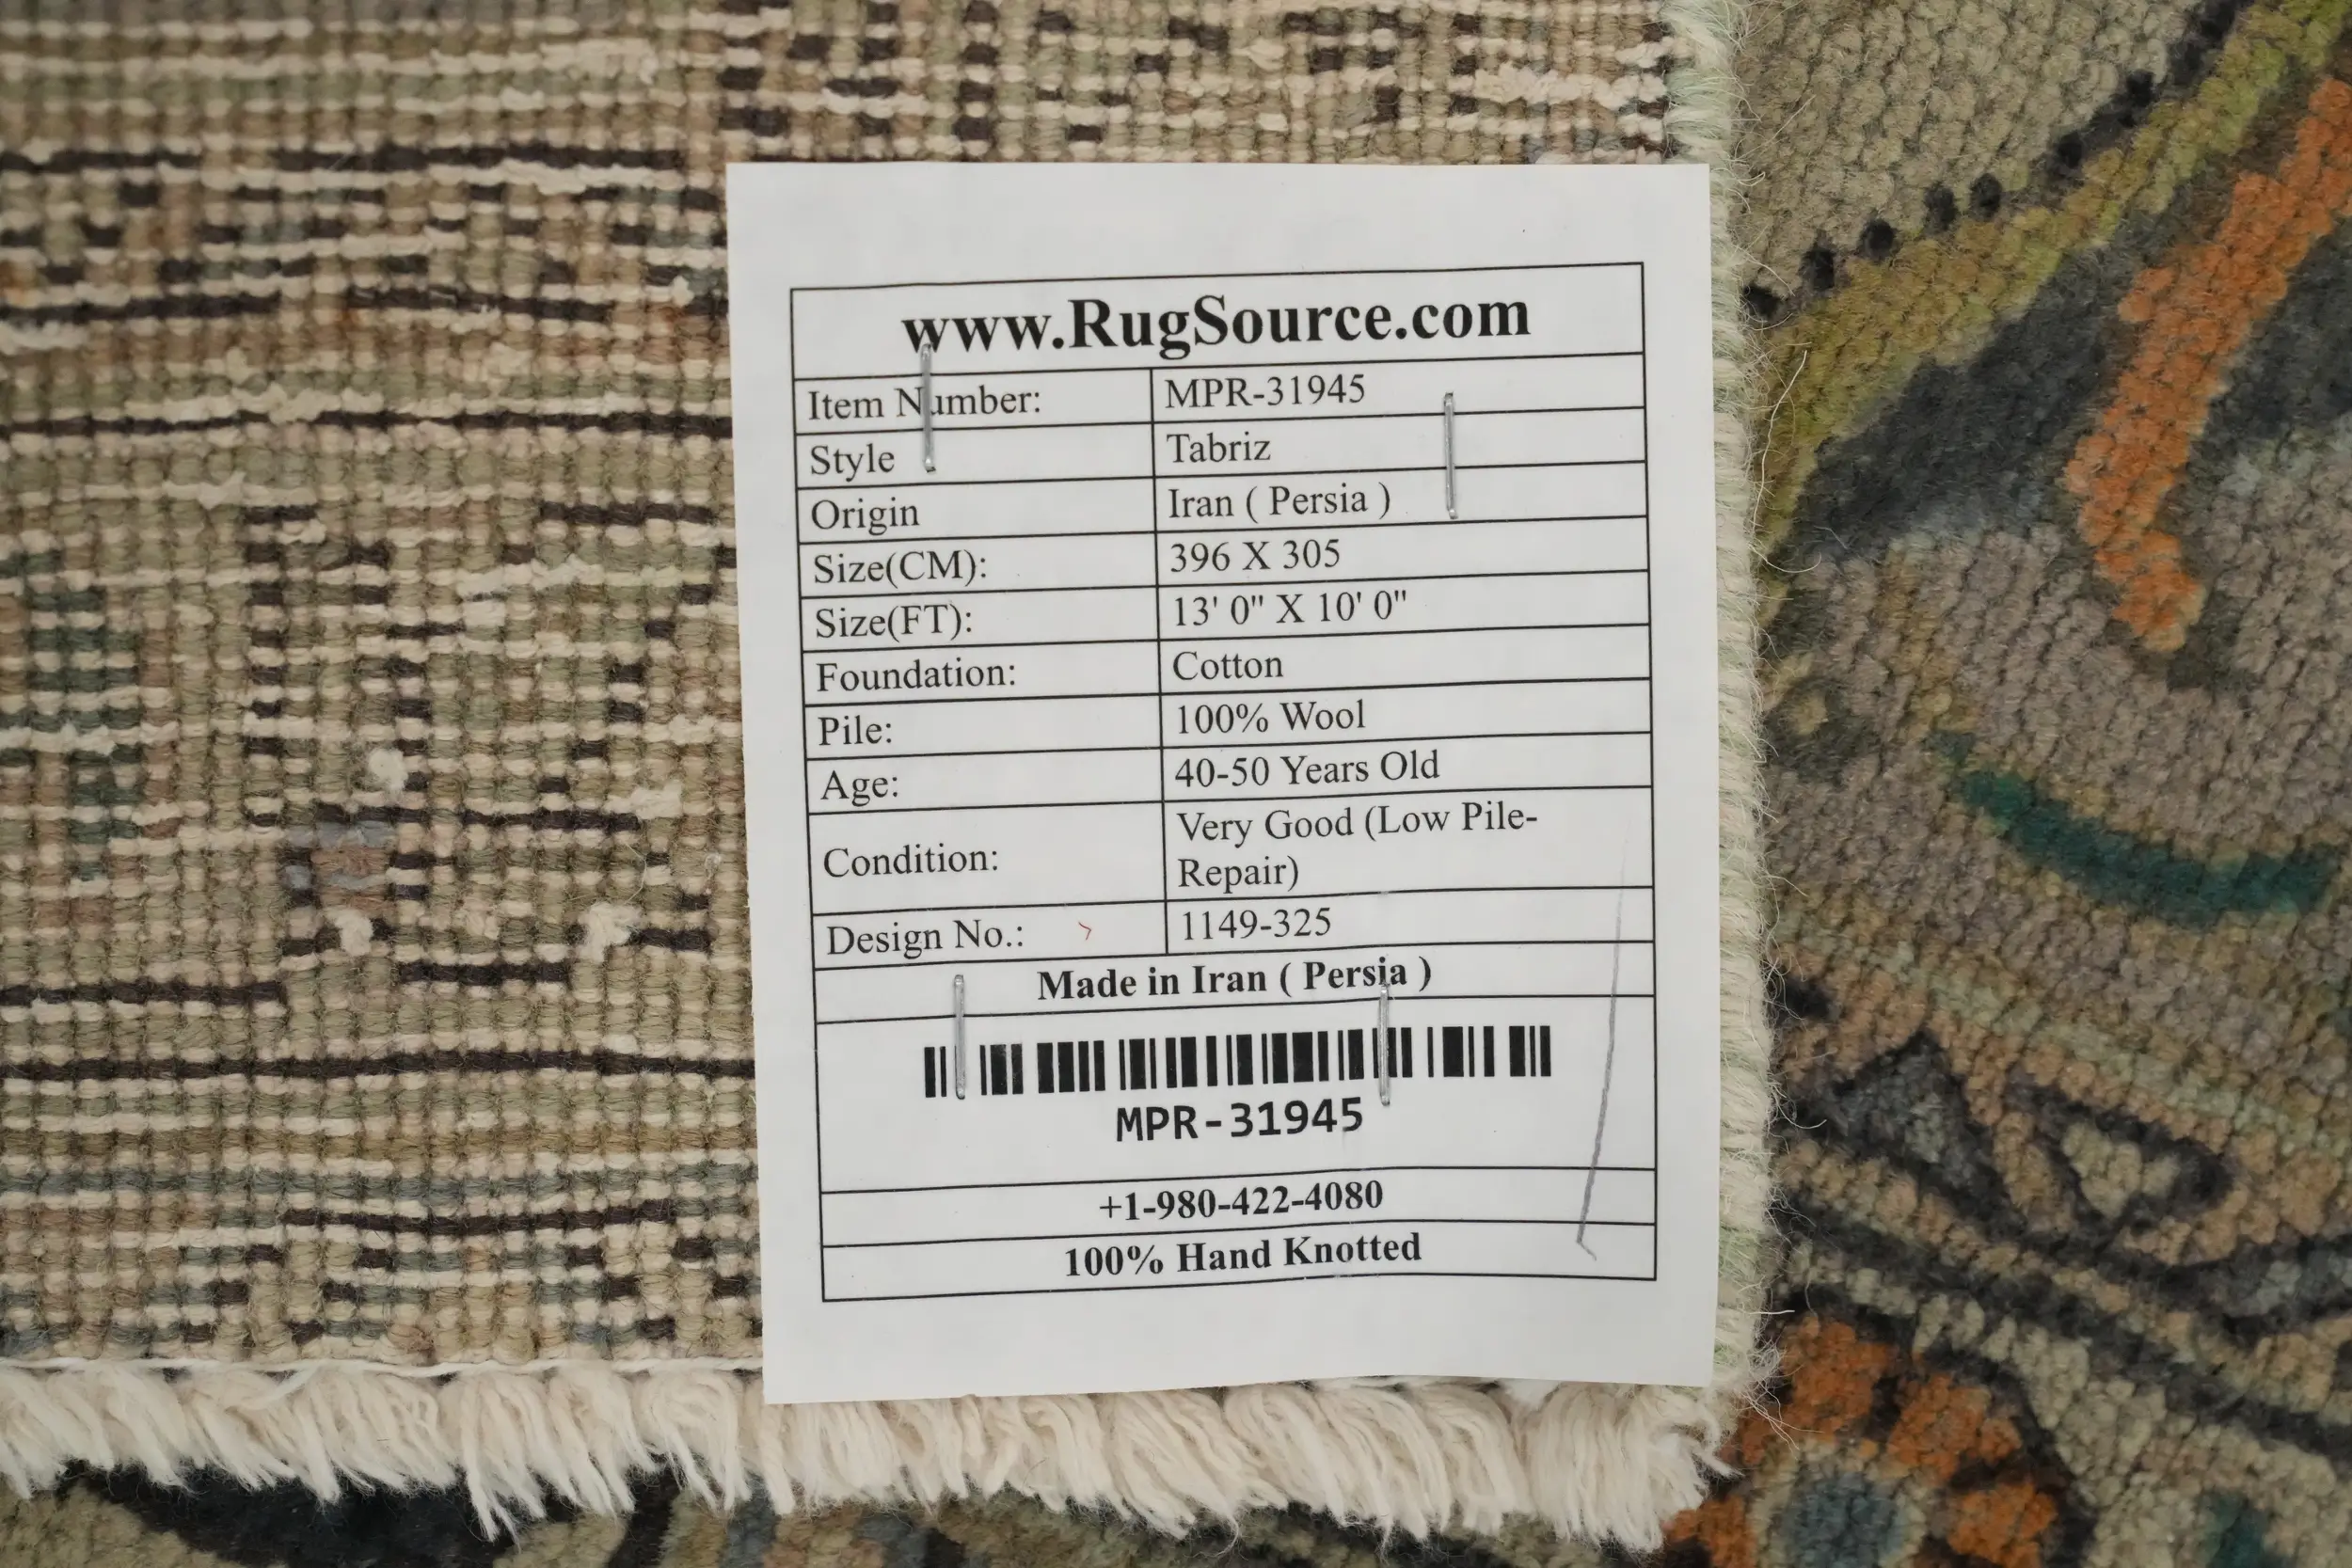 www.RugSource.com
Item Number: MPR-31945
Style Tabriz
Origin Iran ( Persia )
Size(CM): 396 X 305
Size(FT): 13' 0" X 10' 0"
Foundation: Cotton
Pile: 100% Wool
Age: 40-50 Years Old
Condition: Very Good (Low Pile-
Repair)
Design No.: 1149-325
Made in Iran ( Persia )
MPR-31945
+1-980-422-4080
100% Hand Knotted